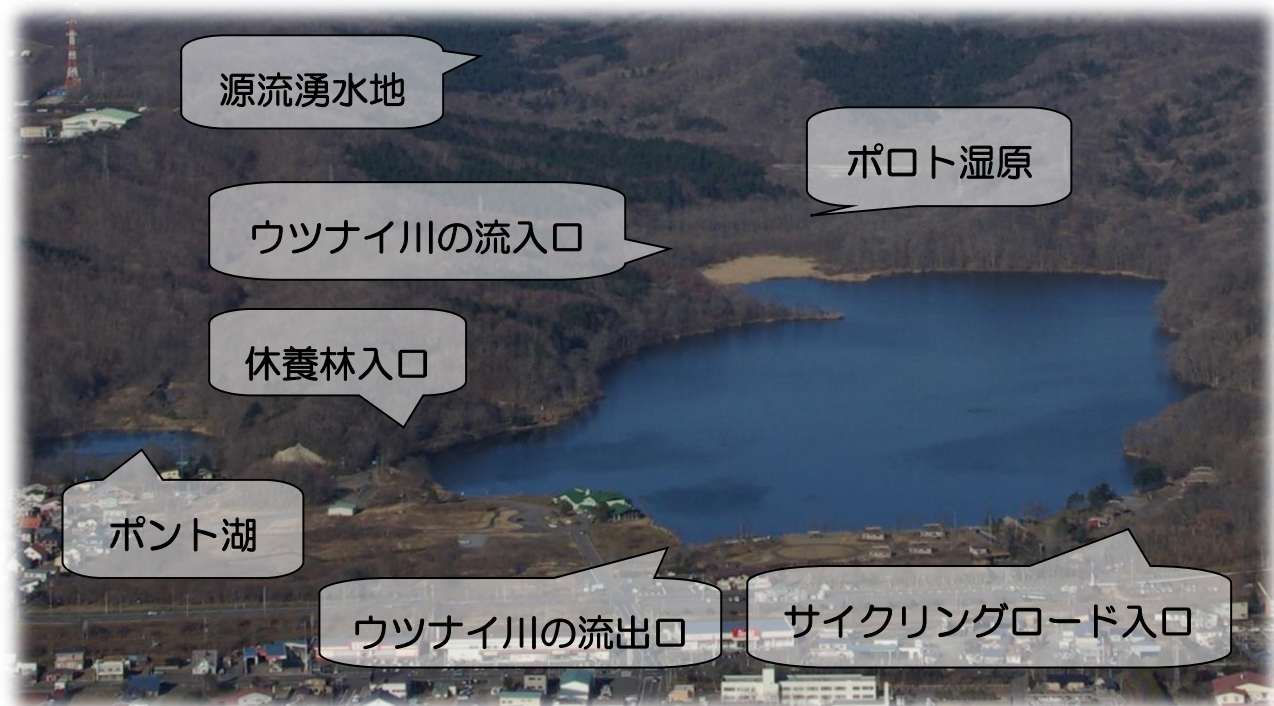 源流湧水地
ポロト湿原
ウツナイ川の流入口
休養林入口
ポント湖
ウツナイ川の流出口
サイクリングロード入口